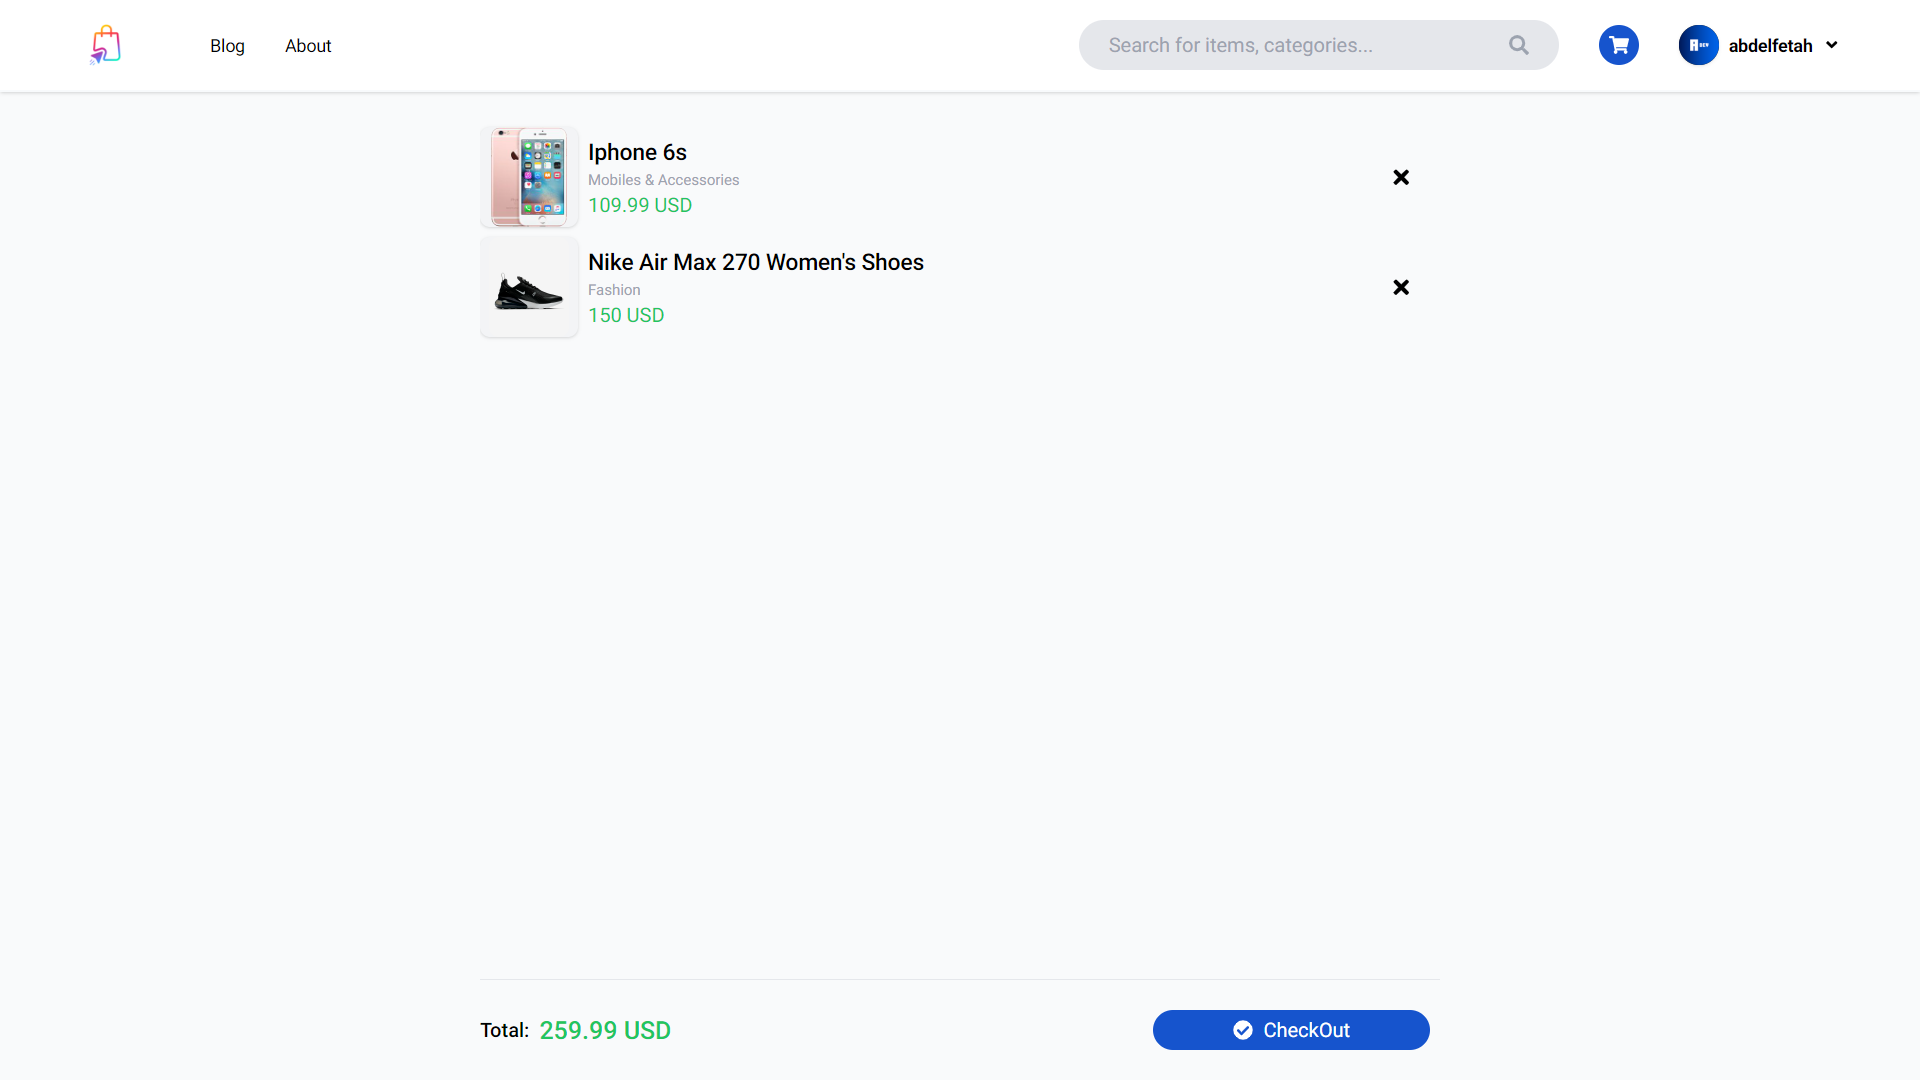 Blog
About
Search for items, categories...
abdelfetah
Iphone 6s
Mobiles & Accessories
109.99 USD
Nike Air Max 270 Women's Shoes
Fashion
150 USD
Total: 259.99 USD
CheckOut